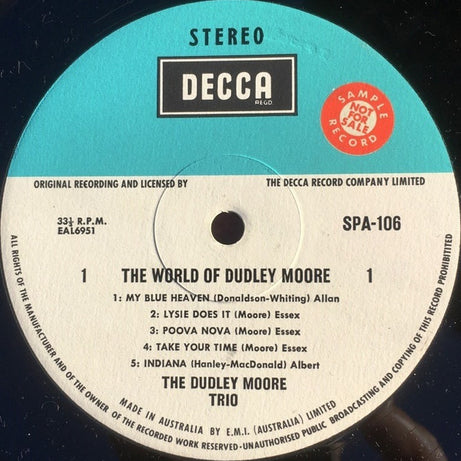 STEREO
DECCA
REGD
SAMPLE
NOT
FOR
SALE
RECORD
ORIGINAL RECORDING AND LICENSED BY THE DECCA RECORD COMPANY LIMITED
33⅓ R.P.M. SPA-106
EAL6951
1 THE WORLD OF DUDLEY MOORE 1
1: MY BLUE HEAVEN (Donaldson-Whiting) Allan
2: LYSIE DOES IT (Moore) Essex
3: POOVA NOVA (Moore) Essex
4: TAKE YOUR TIME (Moore) Essex
5: INDIANA (Hanley-MacDonald) Albert
THE DUDLEY MOORE
TRIO
MADE IN AUSTRALIA BY E.M.I. (AUSTRALIA) LIMITED
ALL RIGHTS OF THE MANUFACTURER AND OF THE OWNER OF THE RECORDED WORK RESERVED-UNAUTHORISED PUBLIC BROADCASTING AND COPYING OF THIS RECORD PROHIBITITED